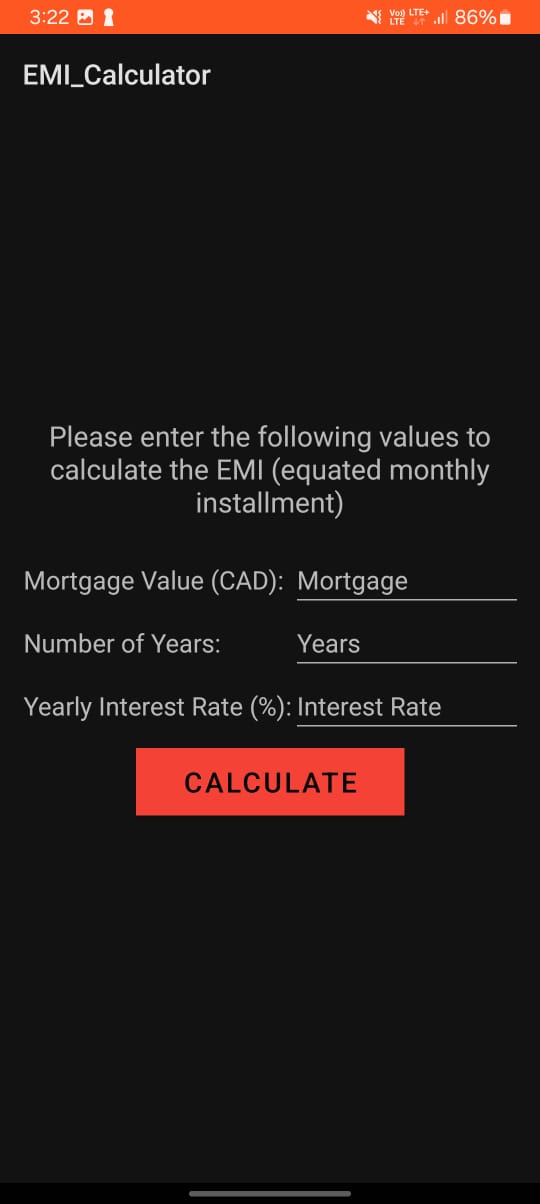 3:22 Vo)) LTE LTE+ 86%
EMI_Calculator
Please enter the following values to
calculate the EMI (equated monthly
installment)
Mortgage Value (CAD): Mortgage
Number of Years: Years
Yearly Interest Rate (%): Interest Rate
CALCULATE